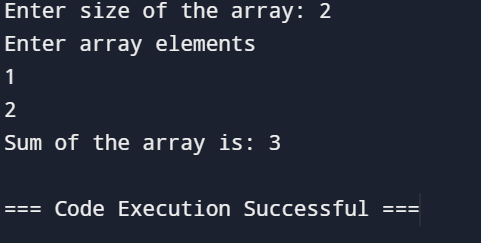 Enter size of the array: 2
Enter array elements
1
2
Sum of the array is: 3
=== Code Execution Successful ===